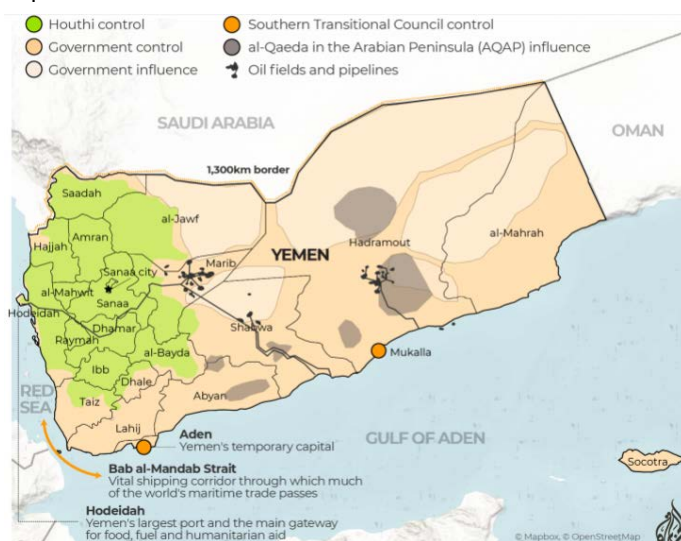 Houthi control
Government control
Government influence
Southern Transitional Council control
al-Qaeda in the Arabian Peninsula (AQAP) influence
Oil fields and pipelines
SAUDI ARABIA
OMAN
1,300km border
Saadah
al-Jawf
Amran
Hajjah
YEMEN
Hadramout
al-Mahrah
Marib
Sanaa city
al-Mahwit
Sanaa
Hodeidah
Dhamar
Raymah
Shabwa
al-Bayda
Ibb
Dhale
Mukalla
RED
SEA
Taiz
Abyan
Lahij
Aden
Yemen's temporary capital
GULF OF ADEN
Socotra
Bab al-Mandab Strait
Vital shipping corridor through which much
of the world's maritime trade passes
Hodeidah
Yemen's largest port and the main gateway
for food, fuel and humanitarian aid
© Mapbox, © OpenStreetMap